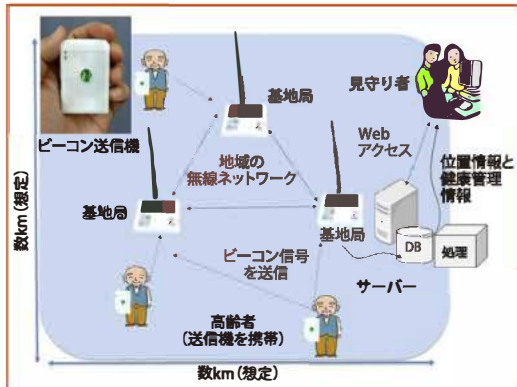 ビーコン送信機
基地局
見守り者
Web
アクセス
地域の
無線ネットワーク
位置情報と
健康管理
情報
基地局
基地局
DB
処理
ビーコン信号
を送信
サーバー
高齢者
(送信機を携帯)
数km(想定)
数km(想定)